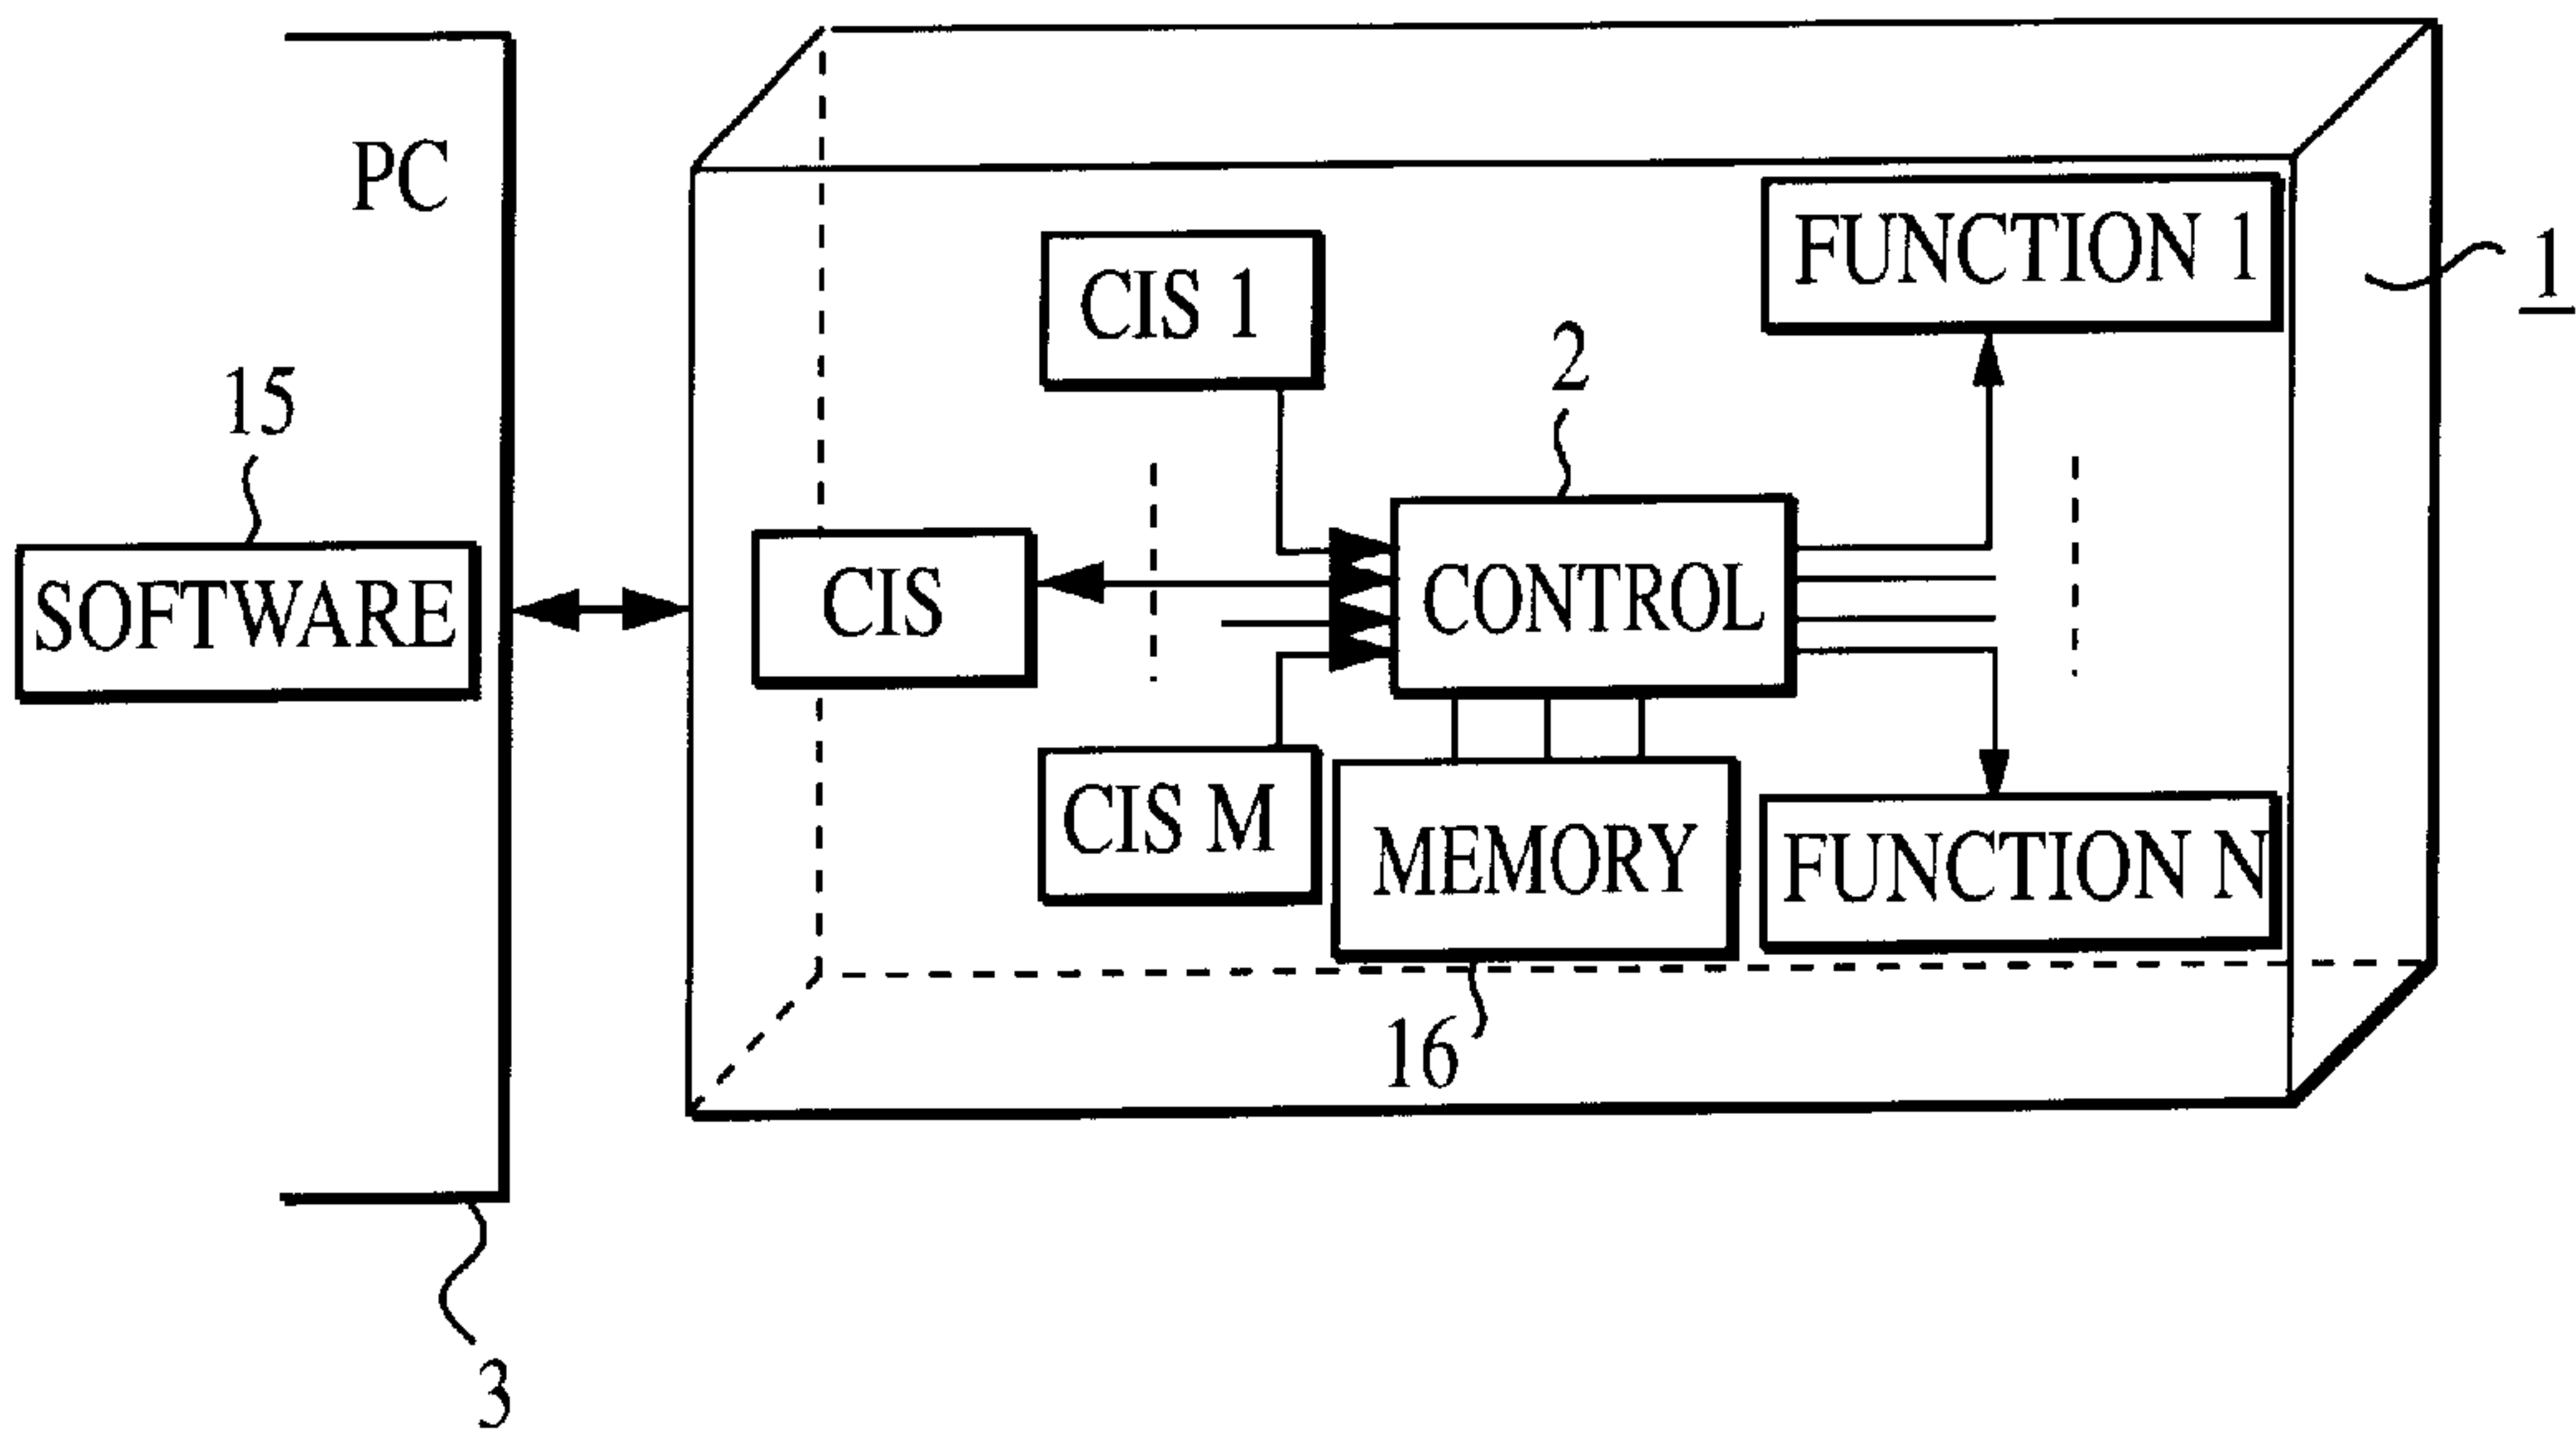 PC
FUNCTION 1
1
CIS 1
2
15
SOFTWARE
CIS
CONTROL
CIS M
MEMORY
FUNCTION N
16
3